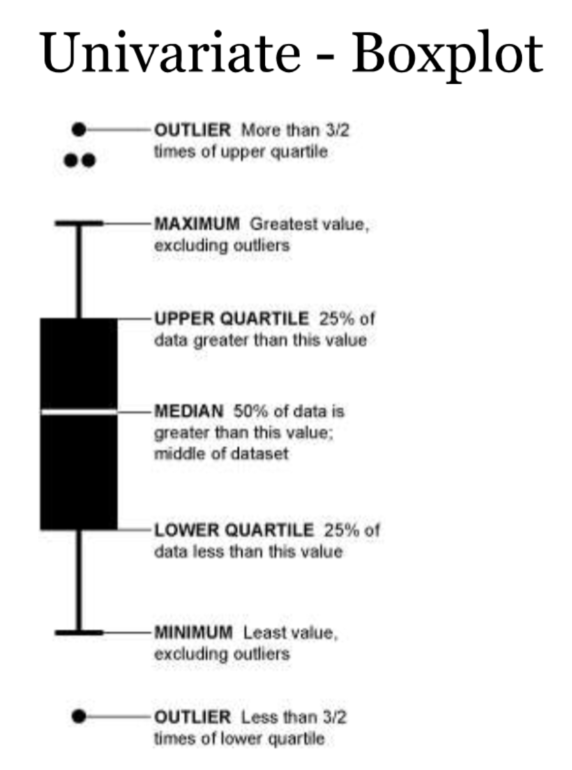 Univariate - Boxplot
OUTLIER More than 3/2
times of upper quartile
MAXIMUM Greatest value,
excluding outliers
UPPER QUARTILE 25% of
data greater than this value
MEDIAN 50% of data is
greater than this value;
middle of dataset
LOWER QUARTILE 25% of
data less than this value
MINIMUM Least value,
excluding outliers
OUTLIER Less than 3/2
times of lower quartile